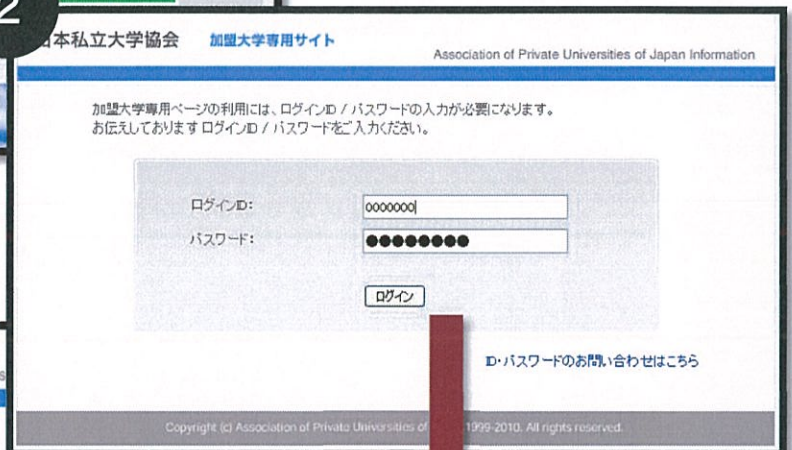 2
本私立大学協会 加盟大学専用サイト
Association of Private Universities of Japan Information
加盟大学専用ページの利用には、ログインID / パスワードの入力が必要になります。
お伝えしております ログインID / パスワードをご入力ください。
ログインID: 0000000
パスワード: ●●●●●●●●
ログイン
ID・パスワードのお問い合わせはこちら
Copyright (c) Association of Private Universities of 1999-2010. All rights reserved.